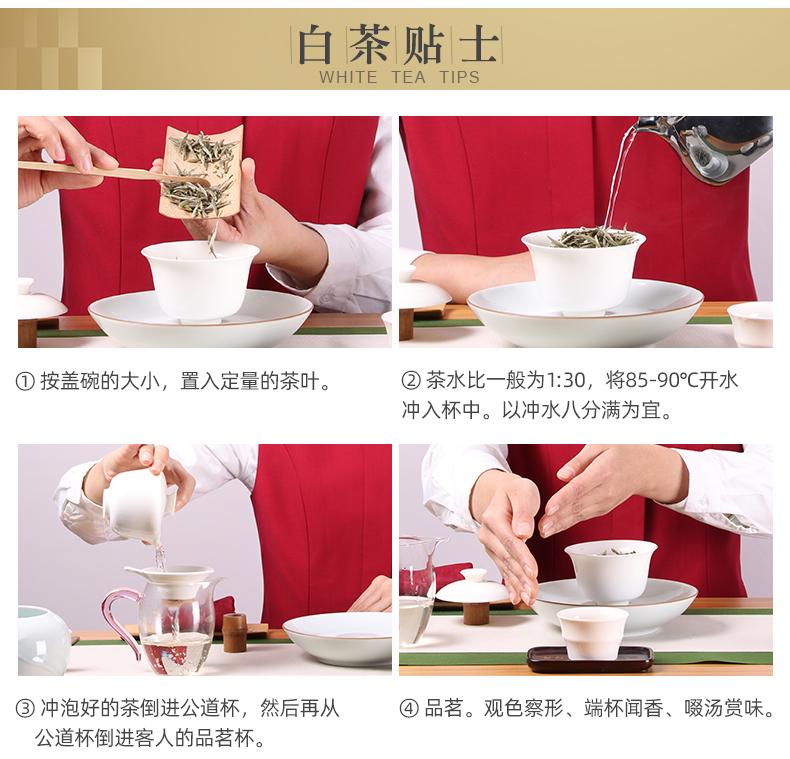 白茶贴士
WHITE TEA TIPS
① 按盖碗的大小，置入定量的茶叶。
② 茶水比一般为1:30，将85-90℃开水
冲入杯中。以冲水八分满为宜。
③ 冲泡好的茶倒进公道杯，然后再从
公道杯倒进客人的品茗杯。
④ 品茗。观色察形、端杯闻香、啜汤赏味。